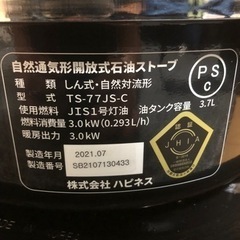 自然通気形開放式石油ストーブ
種　　類 / しん式・自然対流形
型　　式 / TS-77JS-C
使用燃料　JIS1号灯油　油タンク容量
3.7L
燃料消費量 / 3.0kW(0.293L/h)
暖房出力 / 3.0kW
製造年月　2021.07
製造番号　SB2107130433
株式会社 ハピネス
PS
C
JHIA